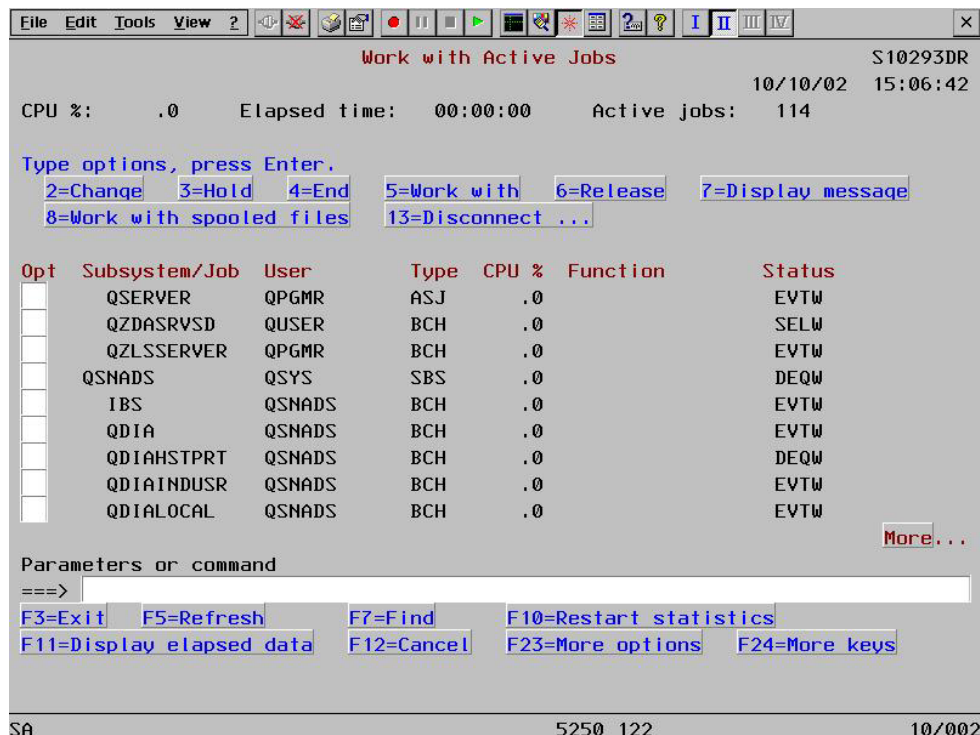 File Edit Tools View ? I II III IV X
Work with Active Jobs S10293DR
10/10/02 15:06:42
CPU %: .0 Elapsed time: 00:00:00 Active jobs: 114
Type options, press Enter.
2=Change 3=Hold 4=End 5=Work with 6=Release 7=Display message
8=Work with spooled files 13=Disconnect ...
Opt Subsystem/Job User Type CPU % Function Status
QSERVER QPGMR ASJ .0 EVTW
QZDASRVSD QUSER BCH .0 SELW
QZLSSERVER QPGMR BCH .0 EVTW
QSNADS QSYS SBS .0 DEQW
IBS QSNADS BCH .0 EVTW
QDIA QSNADS BCH .0 EVTW
QDIAHSTPRT QSNADS BCH .0 DEQW
QDIAINDUSR QSNADS BCH .0 EVTW
QDIALOCAL QSNADS BCH .0 EVTW
More...
Parameters or command
===>
F3=Exit F5=Refresh F7=Find F10=Restart statistics
F11=Display elapsed data F12=Cancel F23=More options F24=More keys
SA 5250 122 10/002